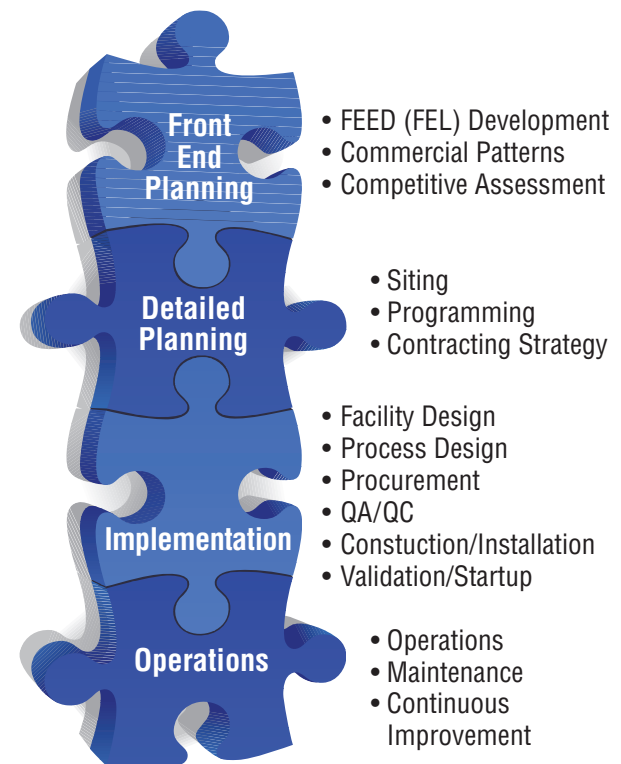 Front
End
Planning
• FEED (FEL) Development
• Commercial Patterns
• Competitive Assessment
Detailed
Planning
• Siting
• Programming
• Contracting Strategy
Implementation
• Facility Design
• Process Design
• Procurement
• QA/QC
• Constuction/Installation
• Validation/Startup
Operations
• Operations
• Maintenance
• Continuous
Improvement